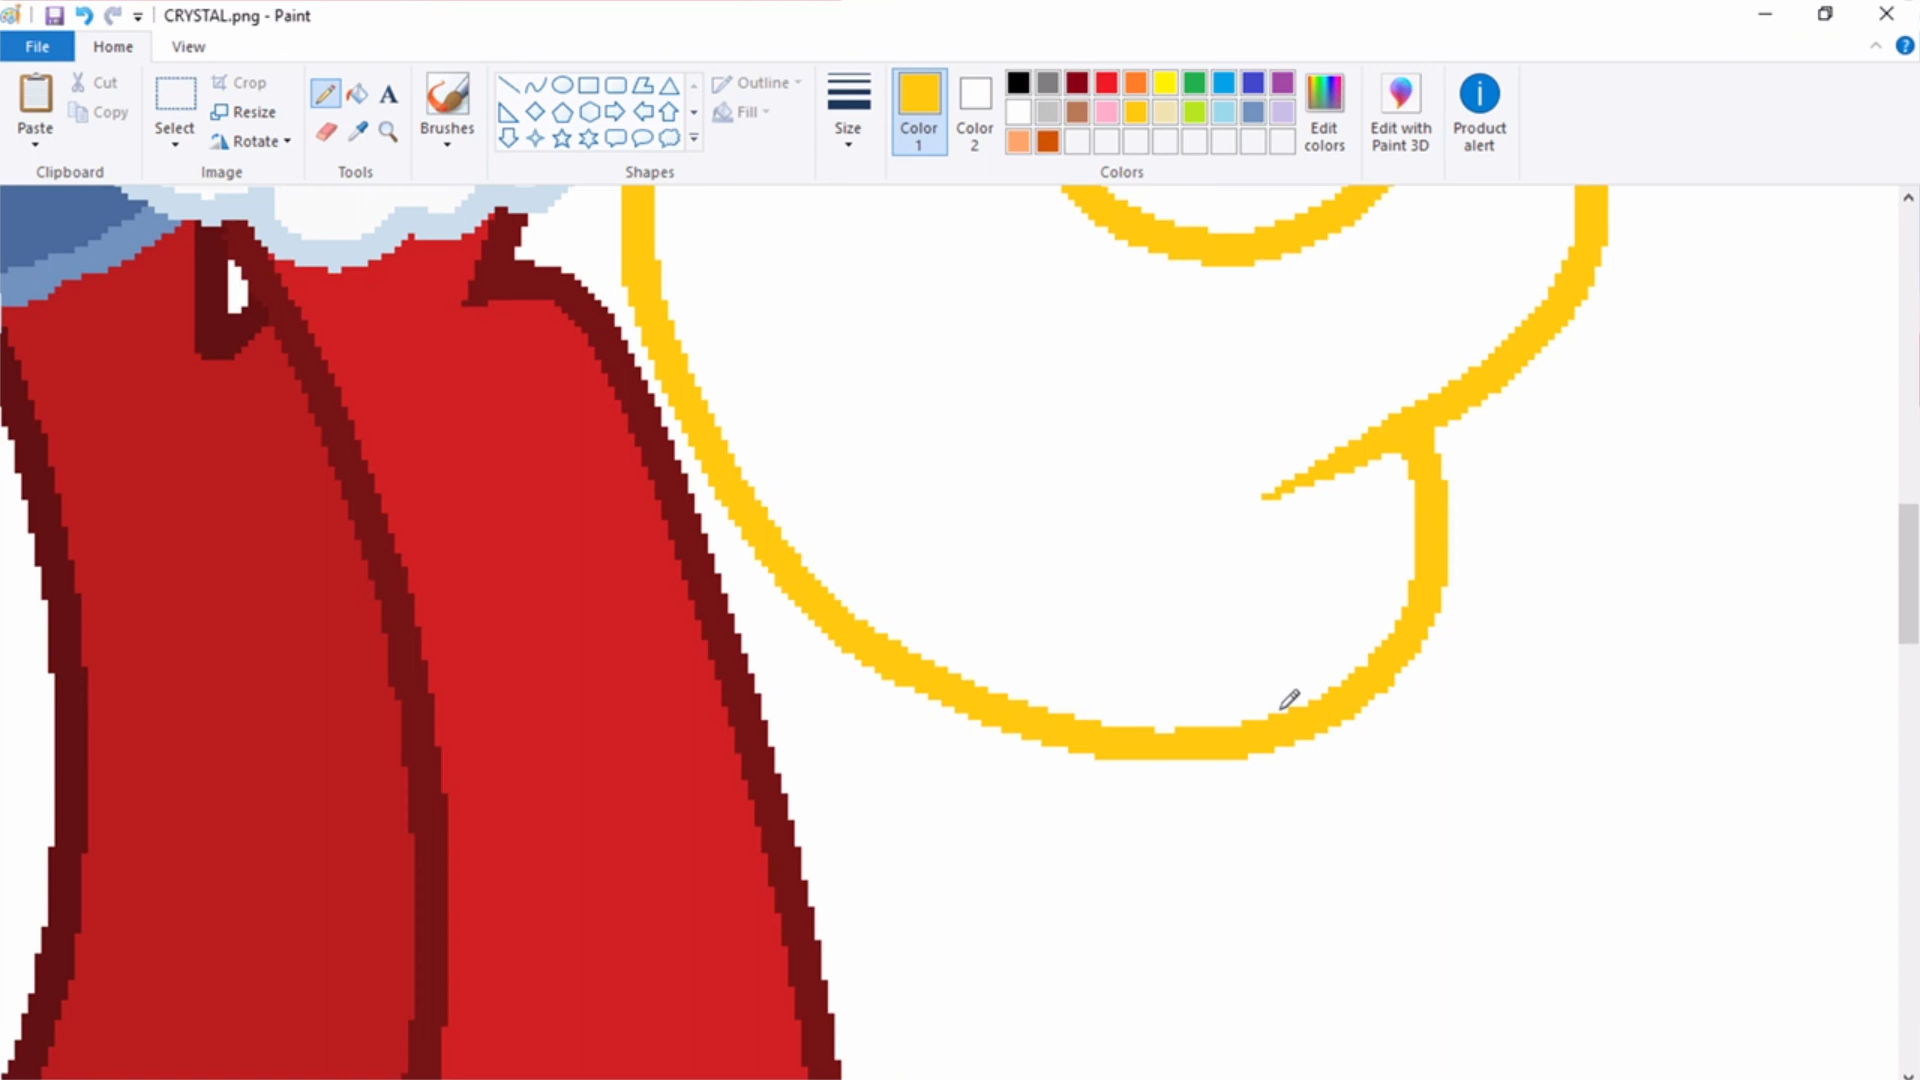 CRYSTAL.png - Paint
File Home View
Paste
Cut
Copy
Clipboard
Select
Crop
Resize
Rotate
Image
A
Tools
Brushes
Shapes
Outline
Fill
Size
Color 1
Color 2
Edit colors
Colors
Edit with Paint 3D
Product alert